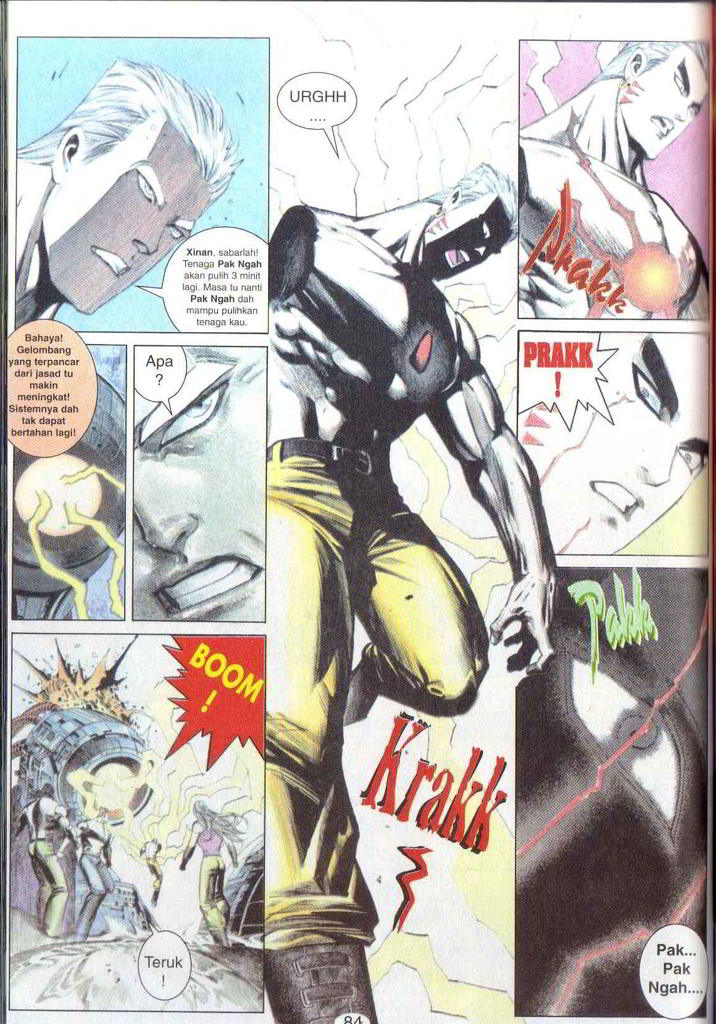 Xinan, sabarlah!
Tenaga Pak Ngah
akan pulih 3 minit
lagi. Masa tu nanti
Pak Ngah dah
mampu pulihkan
tenaga kau.
Bahaya!
Gelombang
yang terpancar
dari jasad tu
makin
meningkat!
Sistemnya dah
tak dapat
bertahan lagi!
Apa
?
BOOM
!
Teruk
!
URGHH
....
Krakk
Prakk
PRAKK
!
Pakk
Pak...
Pak
Ngah....
84